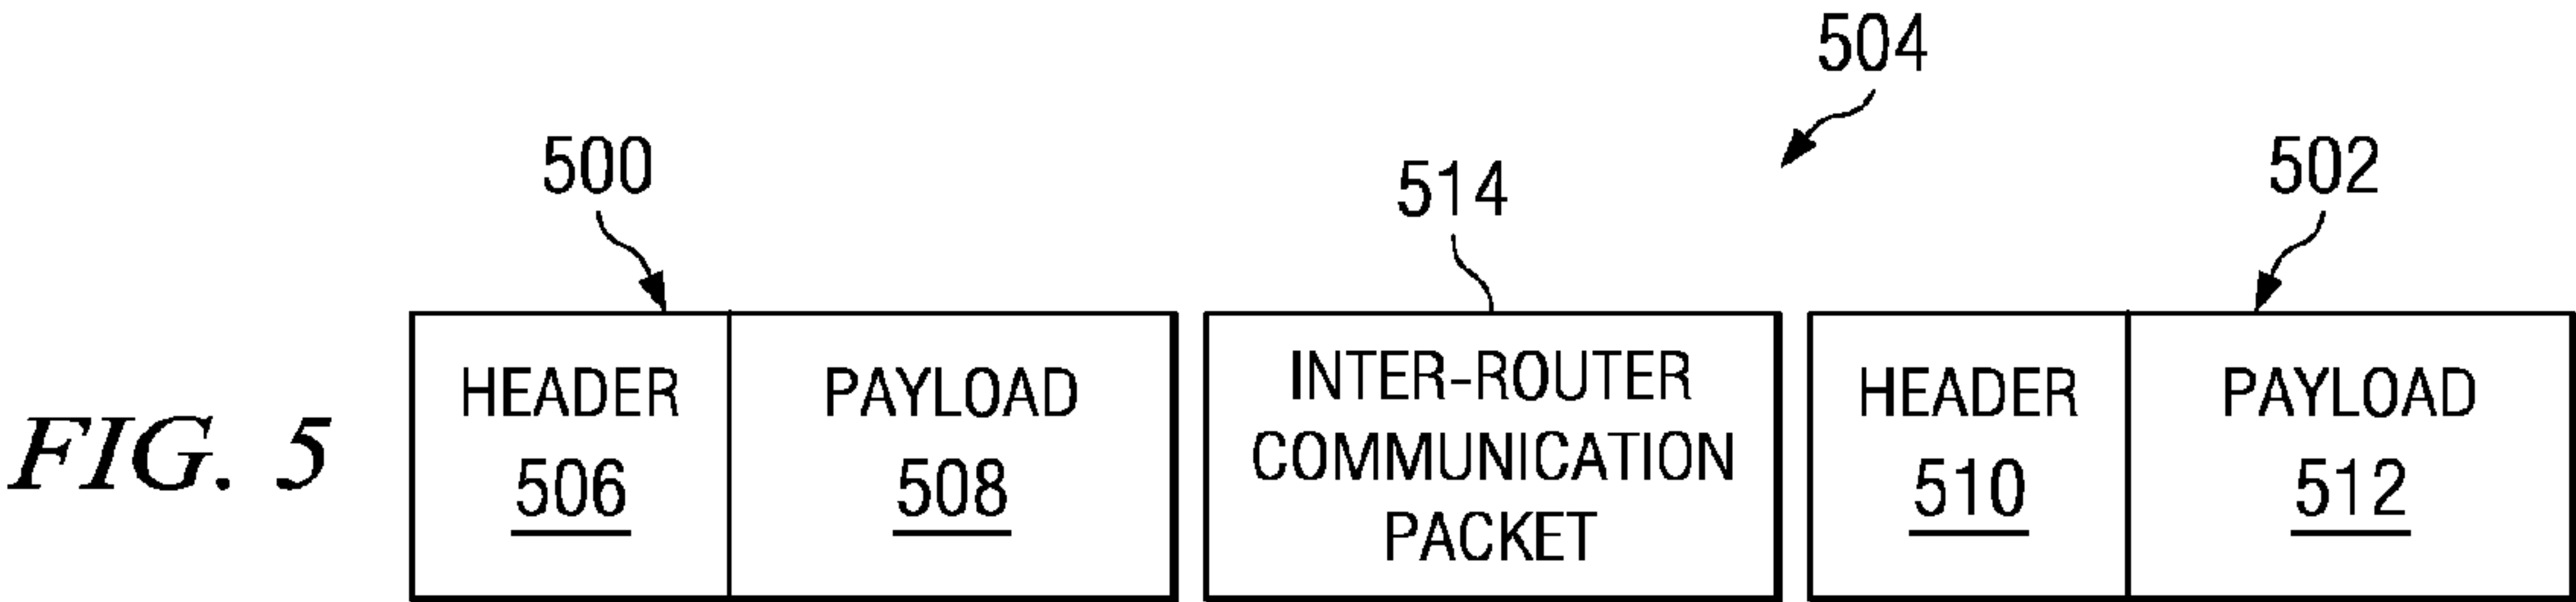 504
500
514
502
HEADER
506
PAYLOAD
508
INTER-ROUTER
COMMUNICATION
PACKET
HEADER
510
PAYLOAD
512
FIG. 5